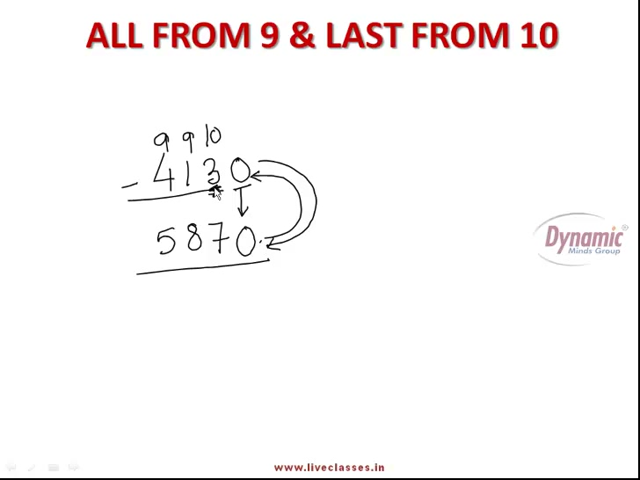 ALL FROM 9 & LAST FROM 10
9 9 10
- 4 1 3 0
5 8 7 0
Dynamic®
Minds Group
www.liveclasses.in